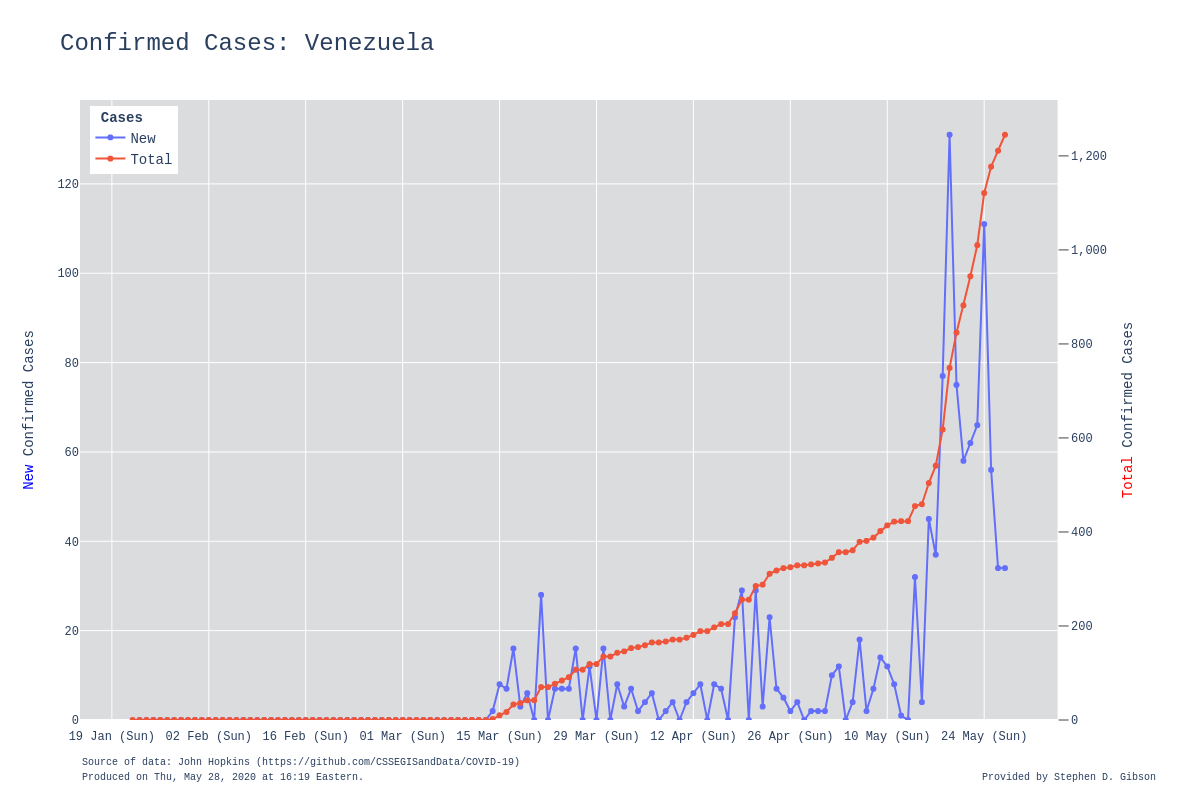 Confirmed Cases: Venezuela
Cases
New
Total
120
100
80
60
40
20
0
1,200
1,000
800
600
400
200
0
New Confirmed Cases
Total Confirmed Cases
19 Jan (Sun) 02 Feb (Sun) 16 Feb (Sun) 01 Mar (Sun) 15 Mar (Sun) 29 Mar (Sun) 12 Apr (Sun) 26 Apr (Sun) 10 May (Sun) 24 May (Sun)
Source of data: John Hopkins (https://github.com/CSSEGISandData/COVID-19)
Produced on Thu, May 28, 2020 at 16:19 Eastern.
Provided by Stephen D. Gibson